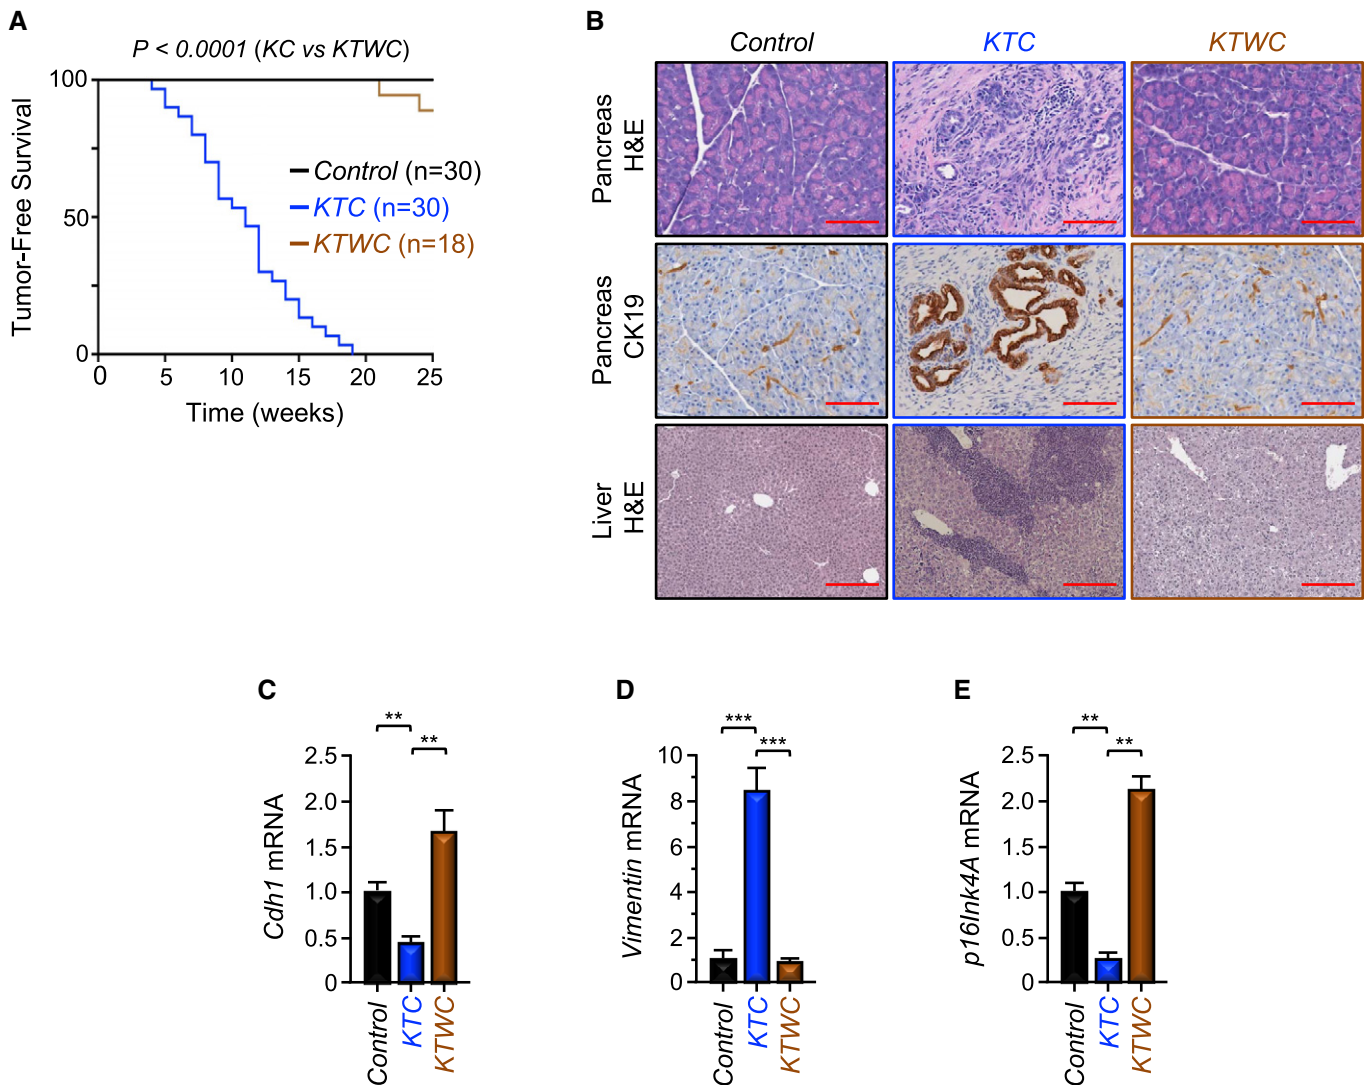 A
P < 0.0001 (KC vs KTWC)
Tumor-Free Survival
100
50
0
0 5 10 15 20 25
Time (weeks)
Control (n=30)
KTC (n=30)
KTWC (n=18)
B
Control KTC KTWC
Pancreas
H&E
Pancreas
CK19
Liver
H&E
C
** **
Cdh1 mRNA
2.5
2.0
1.5
1.0
0.5
0
Control KTC KTWC
D
*** ***
Vimentin mRNA
10
8
6
4
2
0
Control KTC KTWC
E
** **
p16Ink4A mRNA
2.5
2.0
1.5
1.0
0.5
0
Control KTC KTWC